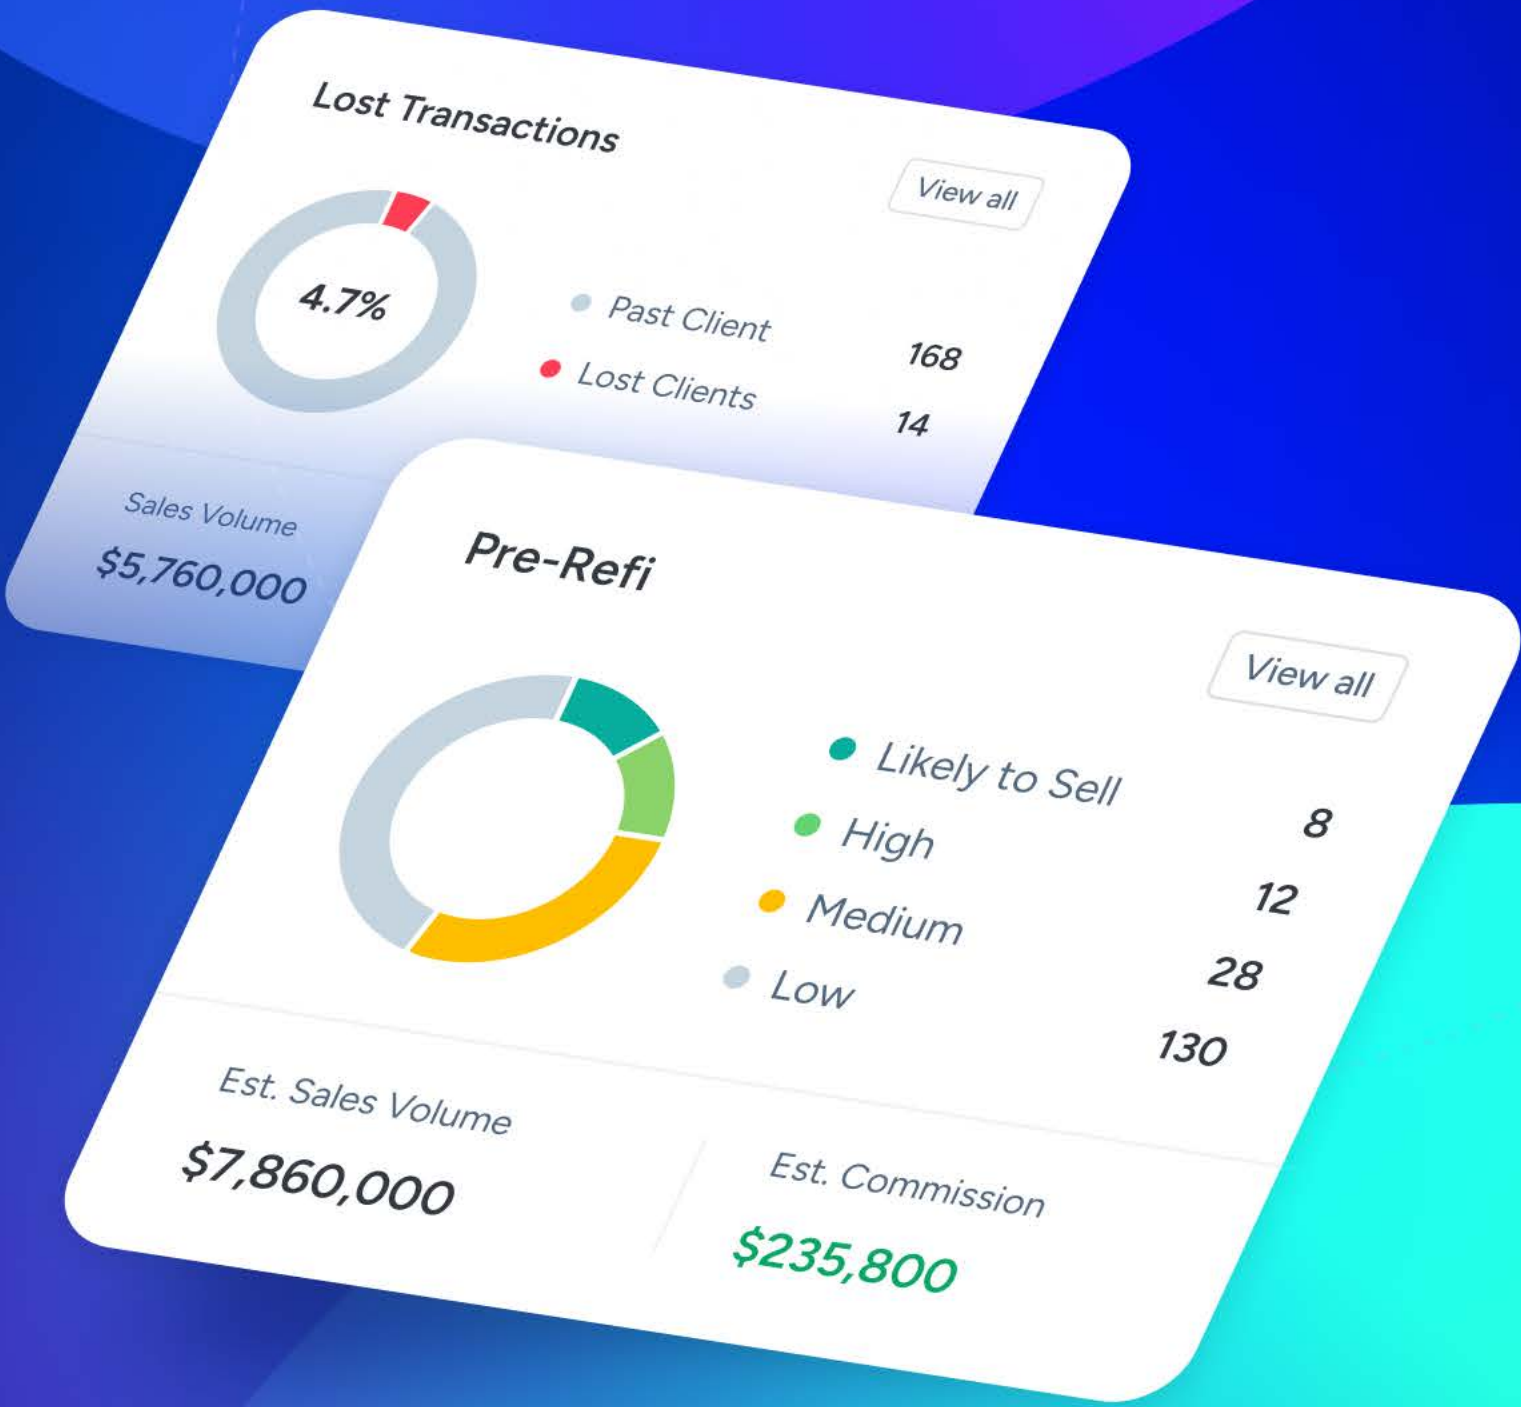 Lost Transactions
View all
4.7%
Past Client 168
Lost Clients 14
Sales Volume
$5,760,000
Pre-Refi
View all
Likely to Sell 8
High 12
Medium 28
Low 130
Est. Sales Volume
$7,860,000
Est. Commission
$235,800